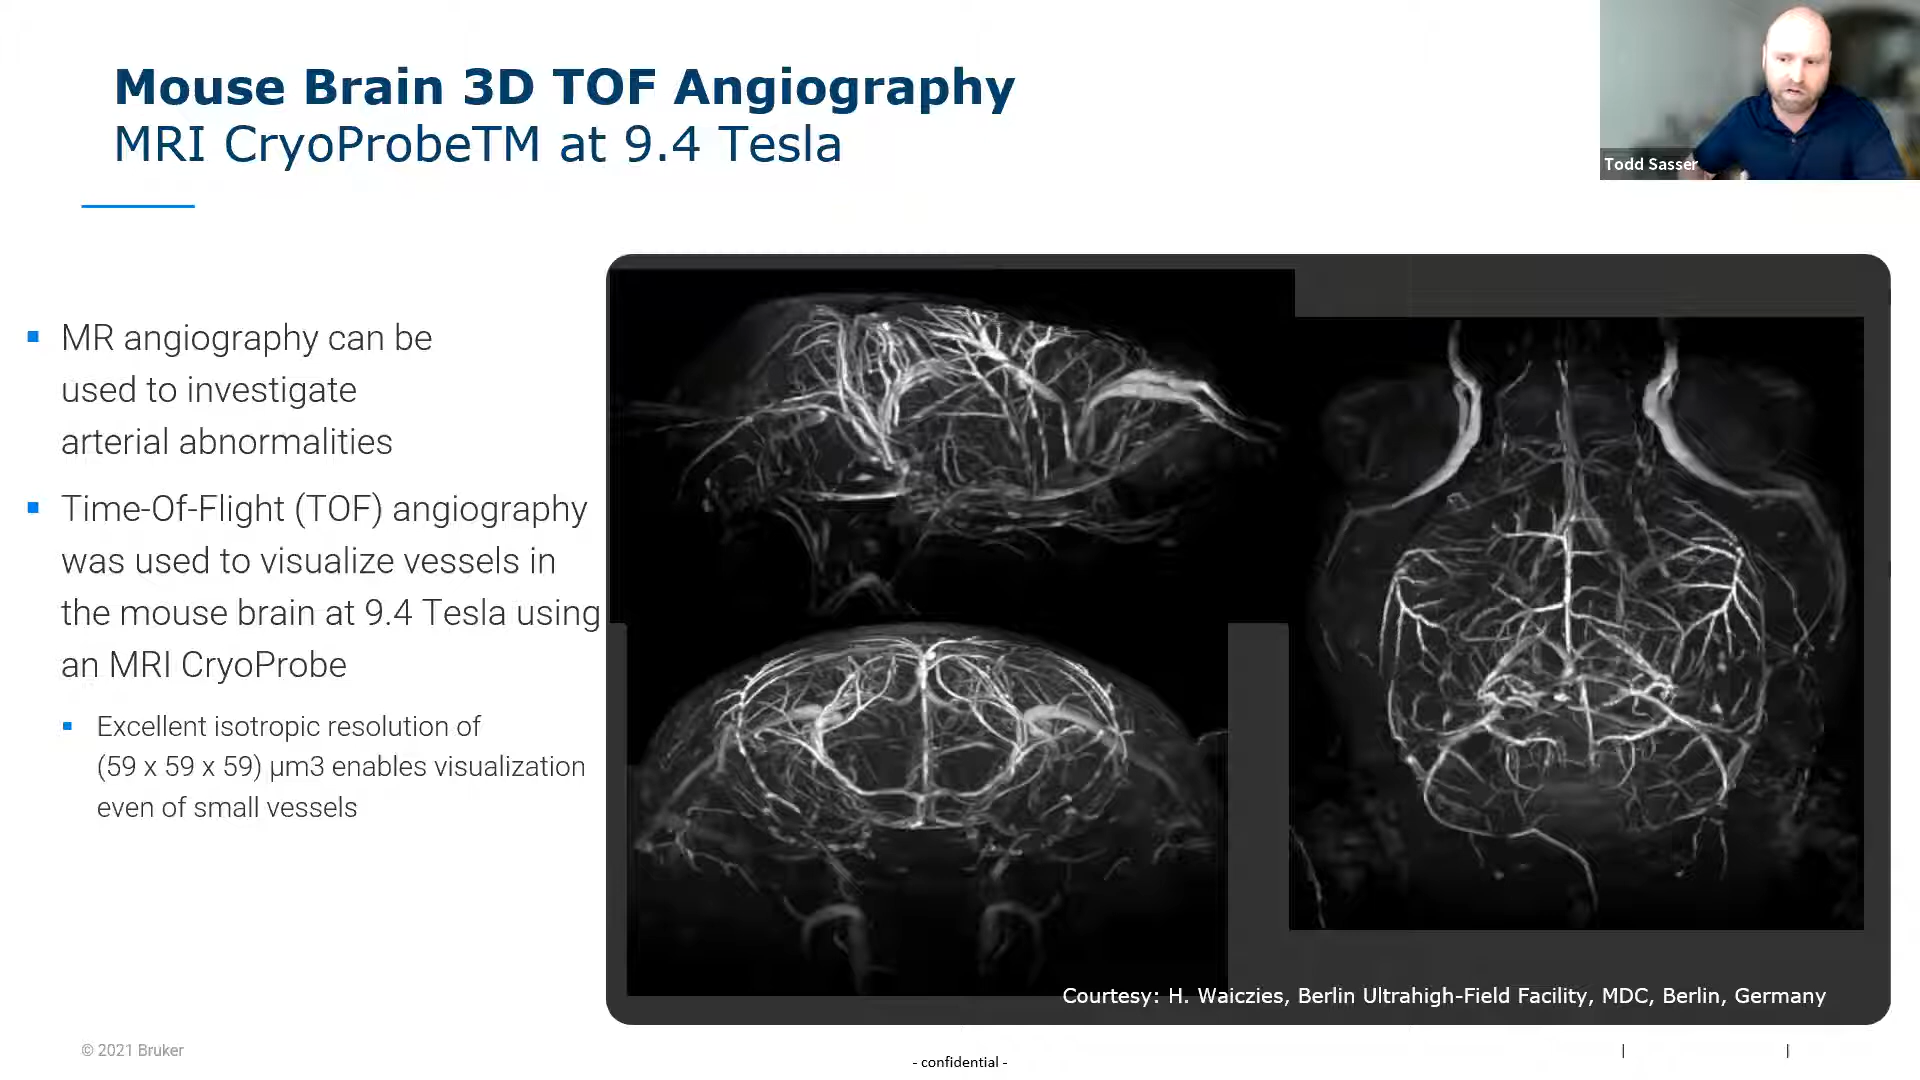 Mouse Brain 3D TOF Angiography
MRI CryoProbeTM at 9.4 Tesla
Todd Sasser
MR angiography can be
used to investigate
arterial abnormalities
Time-Of-Flight (TOF) angiography
was used to visualize vessels in
the mouse brain at 9.4 Tesla using
an MRI CryoProbe
Excellent isotropic resolution of
(59 x 59 x 59) μm3 enables visualization
even of small vessels
Courtesy: H. Waiczies, Berlin Ultrahigh-Field Facility, MDC, Berlin, Germany
© 2021 Bruker
- confidential -